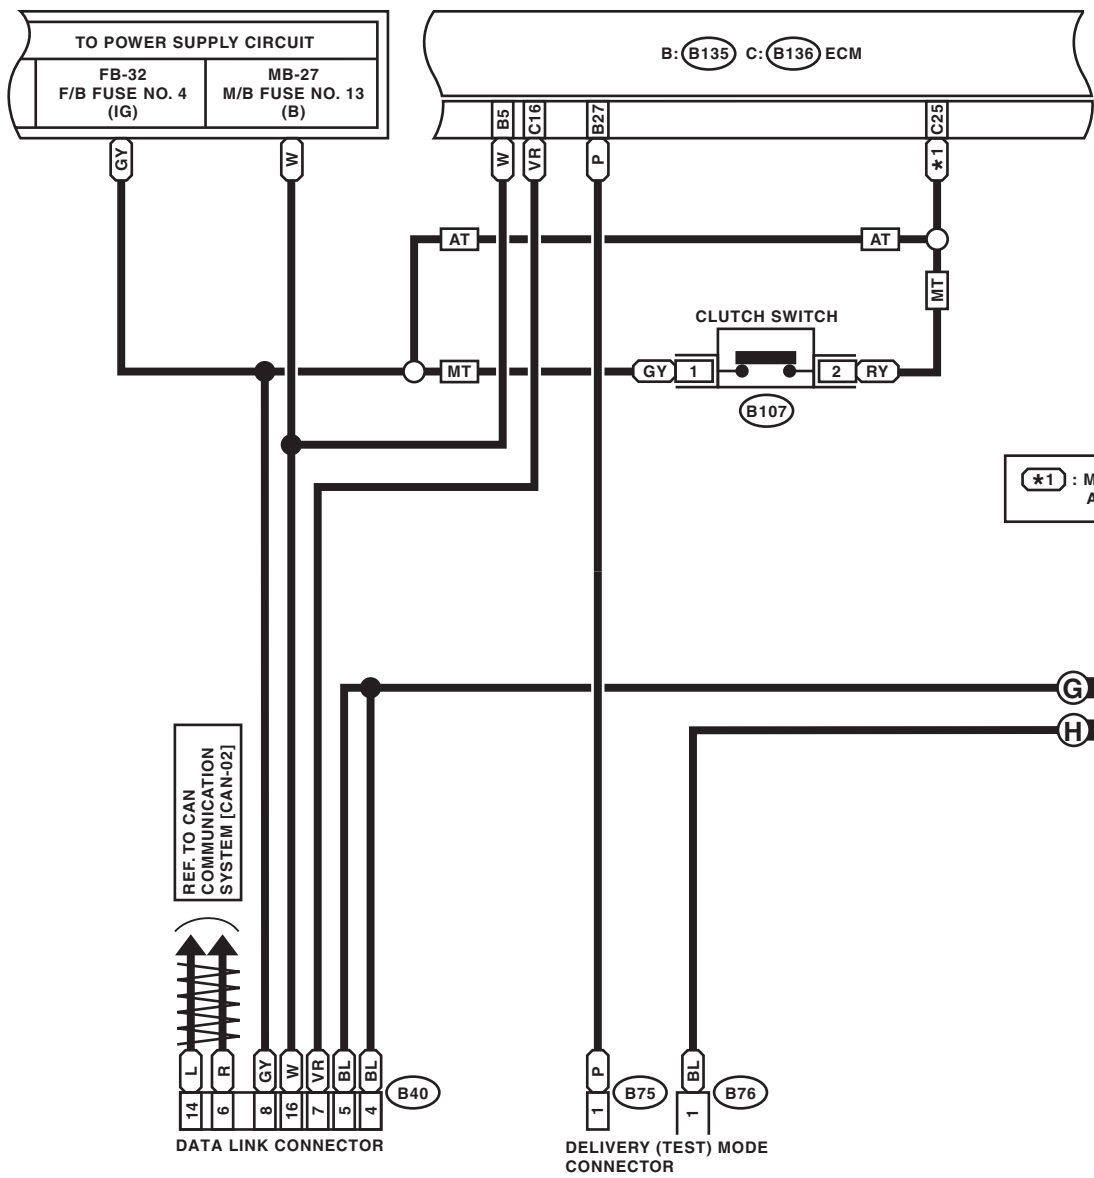 TO POWER SUPPLY CIRCUIT
FB-32
F/B FUSE NO. 4
(IG)
MB-27
M/B FUSE NO. 13
(B)
B: B135 C: B136 ECM
B5
C16
B27
C25
GY
W
W
VR
P
*1
AT
AT
MT
CLUTCH SWITCH
MT
GY
1
2
RY
B107
*1 : M
A
G
H
REF. TO CAN
COMMUNICATION
SYSTEM [CAN-02]
L
R
GY
W
VR
BL
BL
14
6
8
16
7
5
4
B40
DATA LINK CONNECTOR
P
1
B75
BL
1
B76
DELIVERY (TEST) MODE
CONNECTOR